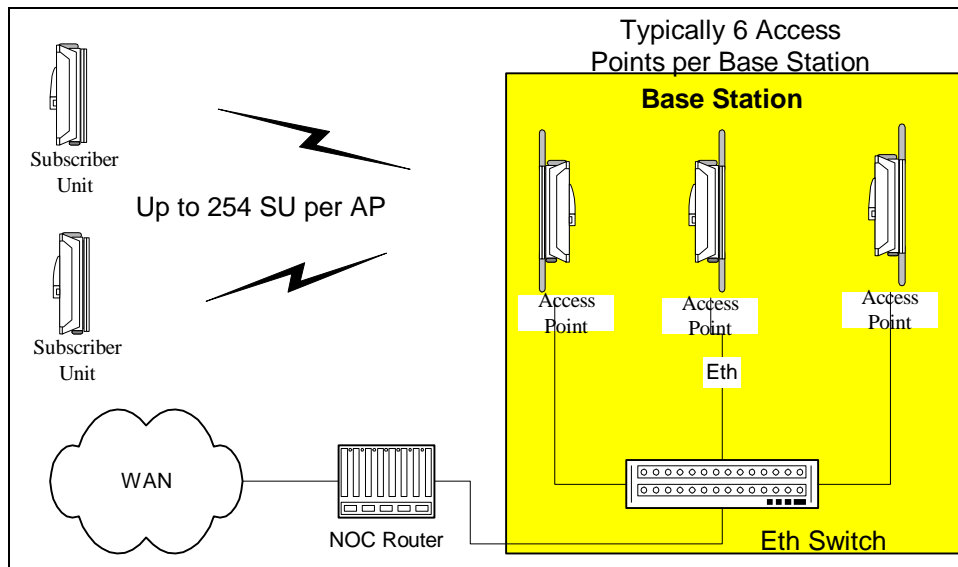 Typically 6 Access
Points per Base Station
Base Station
Subscriber
Unit
Up to 254 SU per AP
Subscriber
Unit
Access
Point
Access
Point
Access
Point
Eth
WAN
NOC Router
Eth Switch